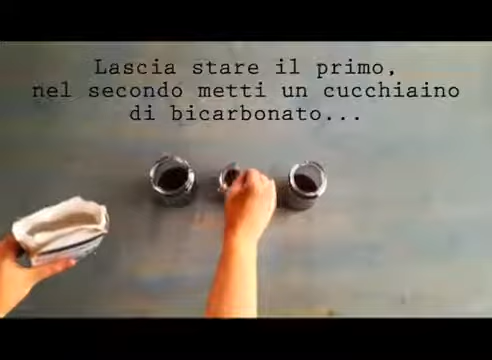 Lascia stare il primo,
nel secondo metti un cucchiaino
di bicarbonato...